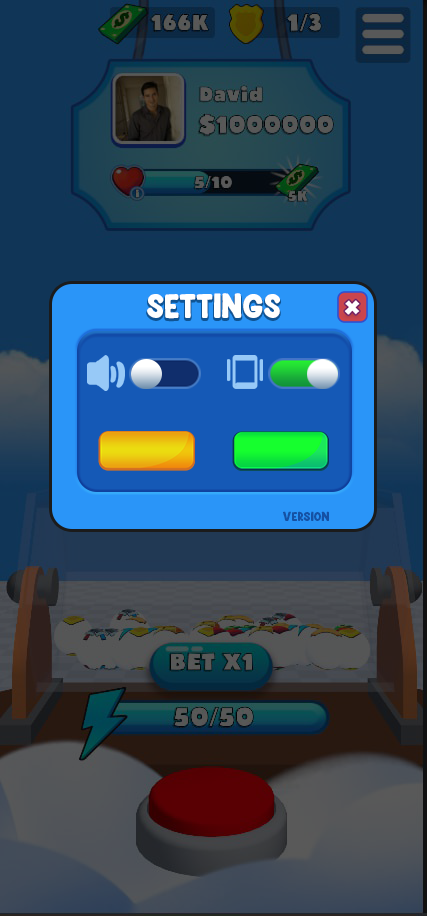 166K
1/3
David
$1000000
5/10
5K
SETTINGS
VERSION
BET X1
50/50